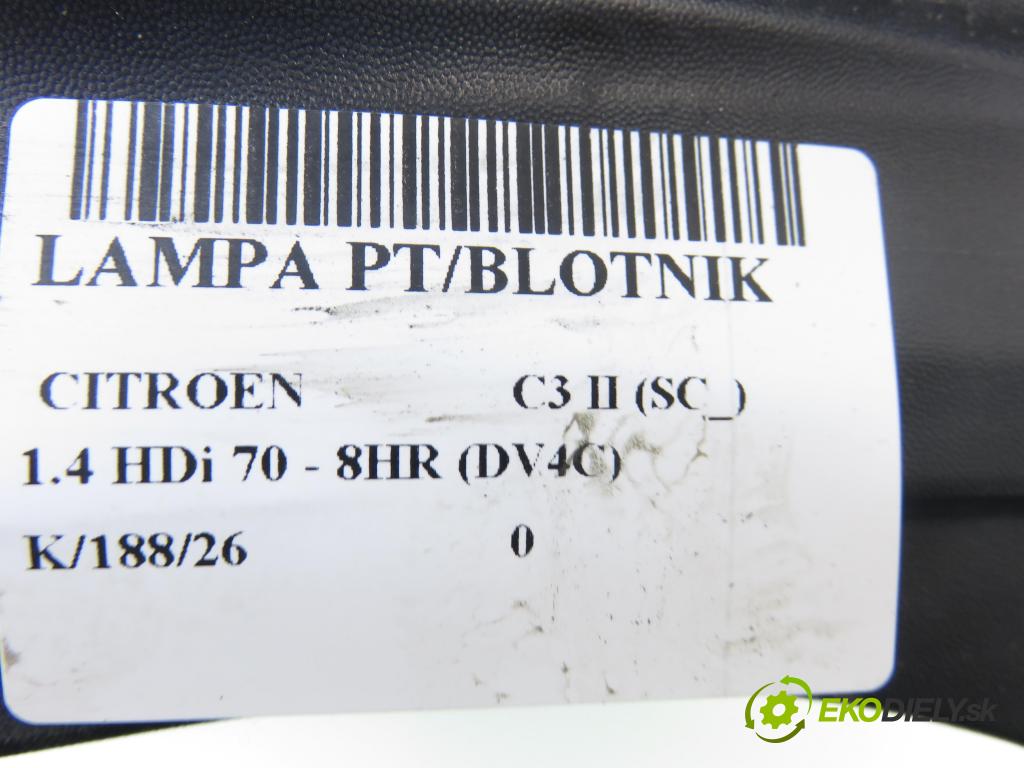 LAMPA PT/BLOTNIK
CITROEN C3 II (SC_)
1.4 HDi 70 - 8HR (DV4C)
K/188/26 0
EKODIELY.sk